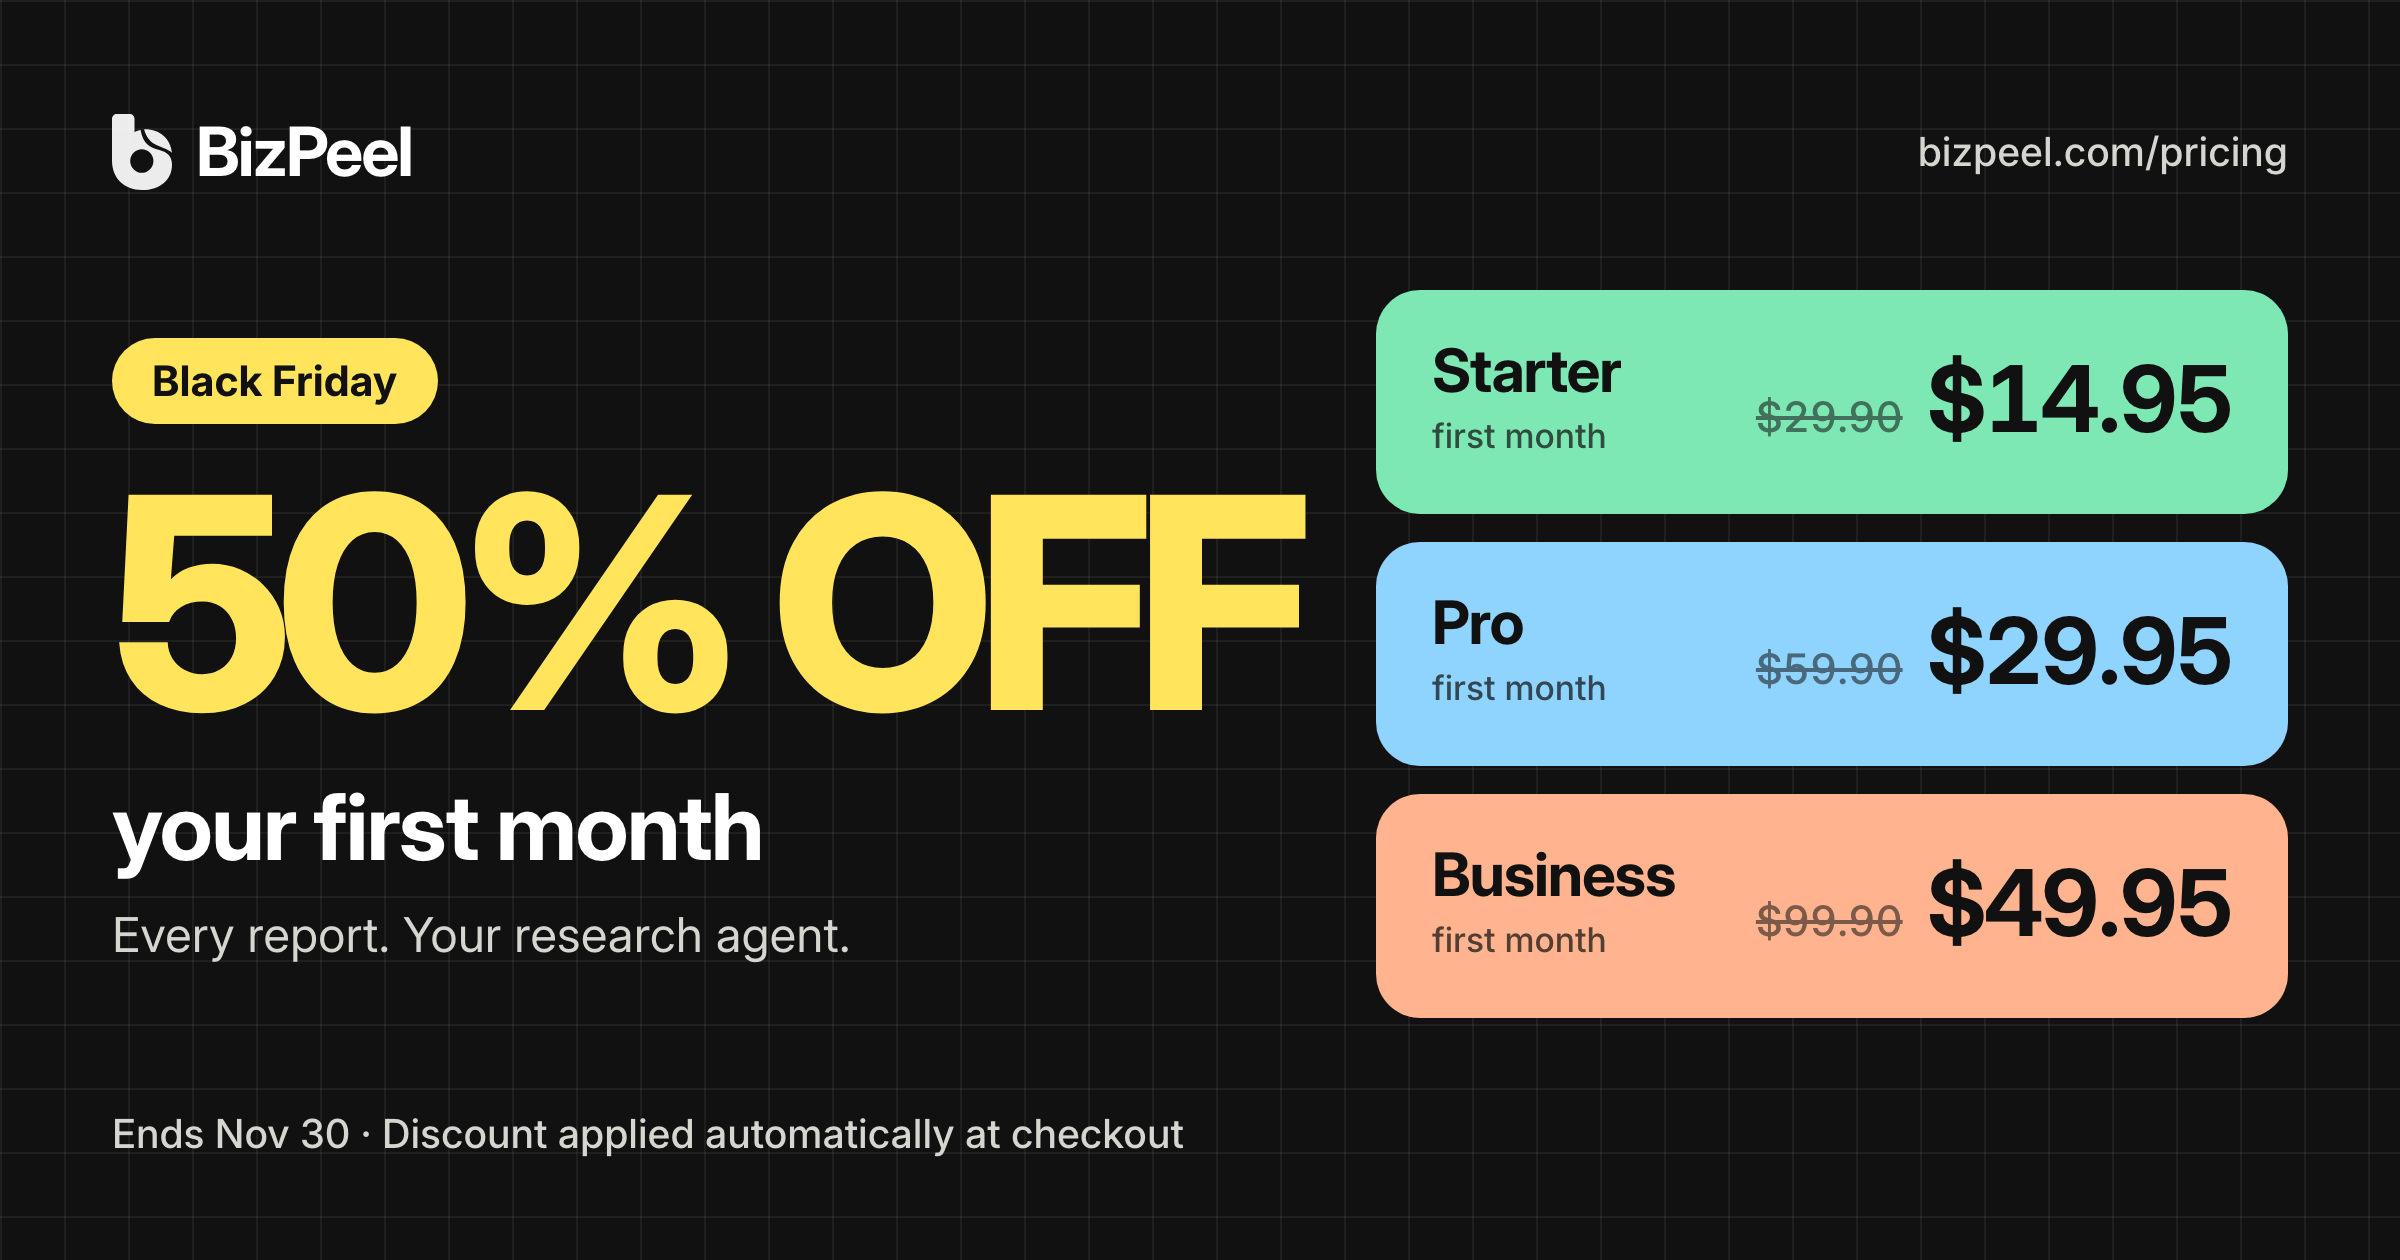 BizPeel
bizpeel.com/pricing
Black Friday
50% OFF
your first month
Every report. Your research agent.
Starter
first month
$29.90 $14.95
Pro
first month
$59.90 $29.95
Business
first month
$99.90 $49.95
Ends Nov 30 · Discount applied automatically at checkout